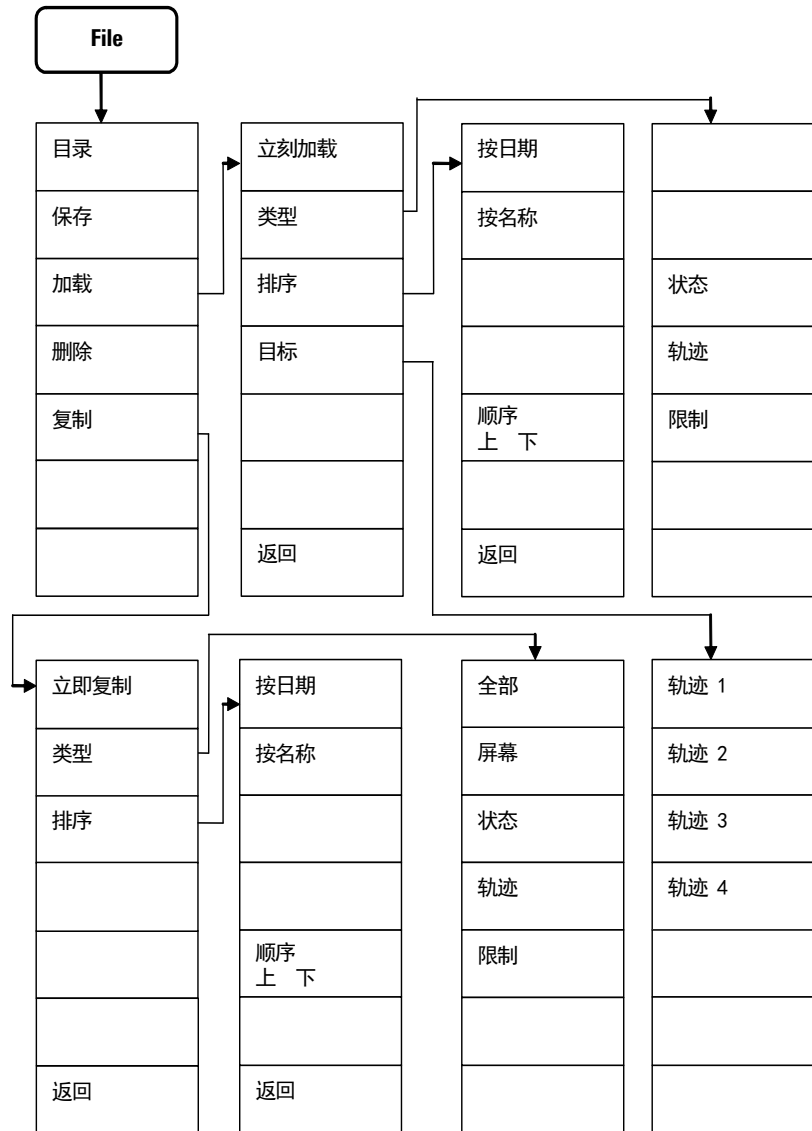 File
目录
保存
加载
删除
复制
立刻加载
类型
排序
目标
返回
按日期
按名称
顺序
上 下
返回
状态
轨迹
限制
立即复制
类型
排序
返回
按日期
按名称
顺序
上 下
返回
全部
屏幕
状态
轨迹
限制
轨迹 1
轨迹 2
轨迹 3
轨迹 4